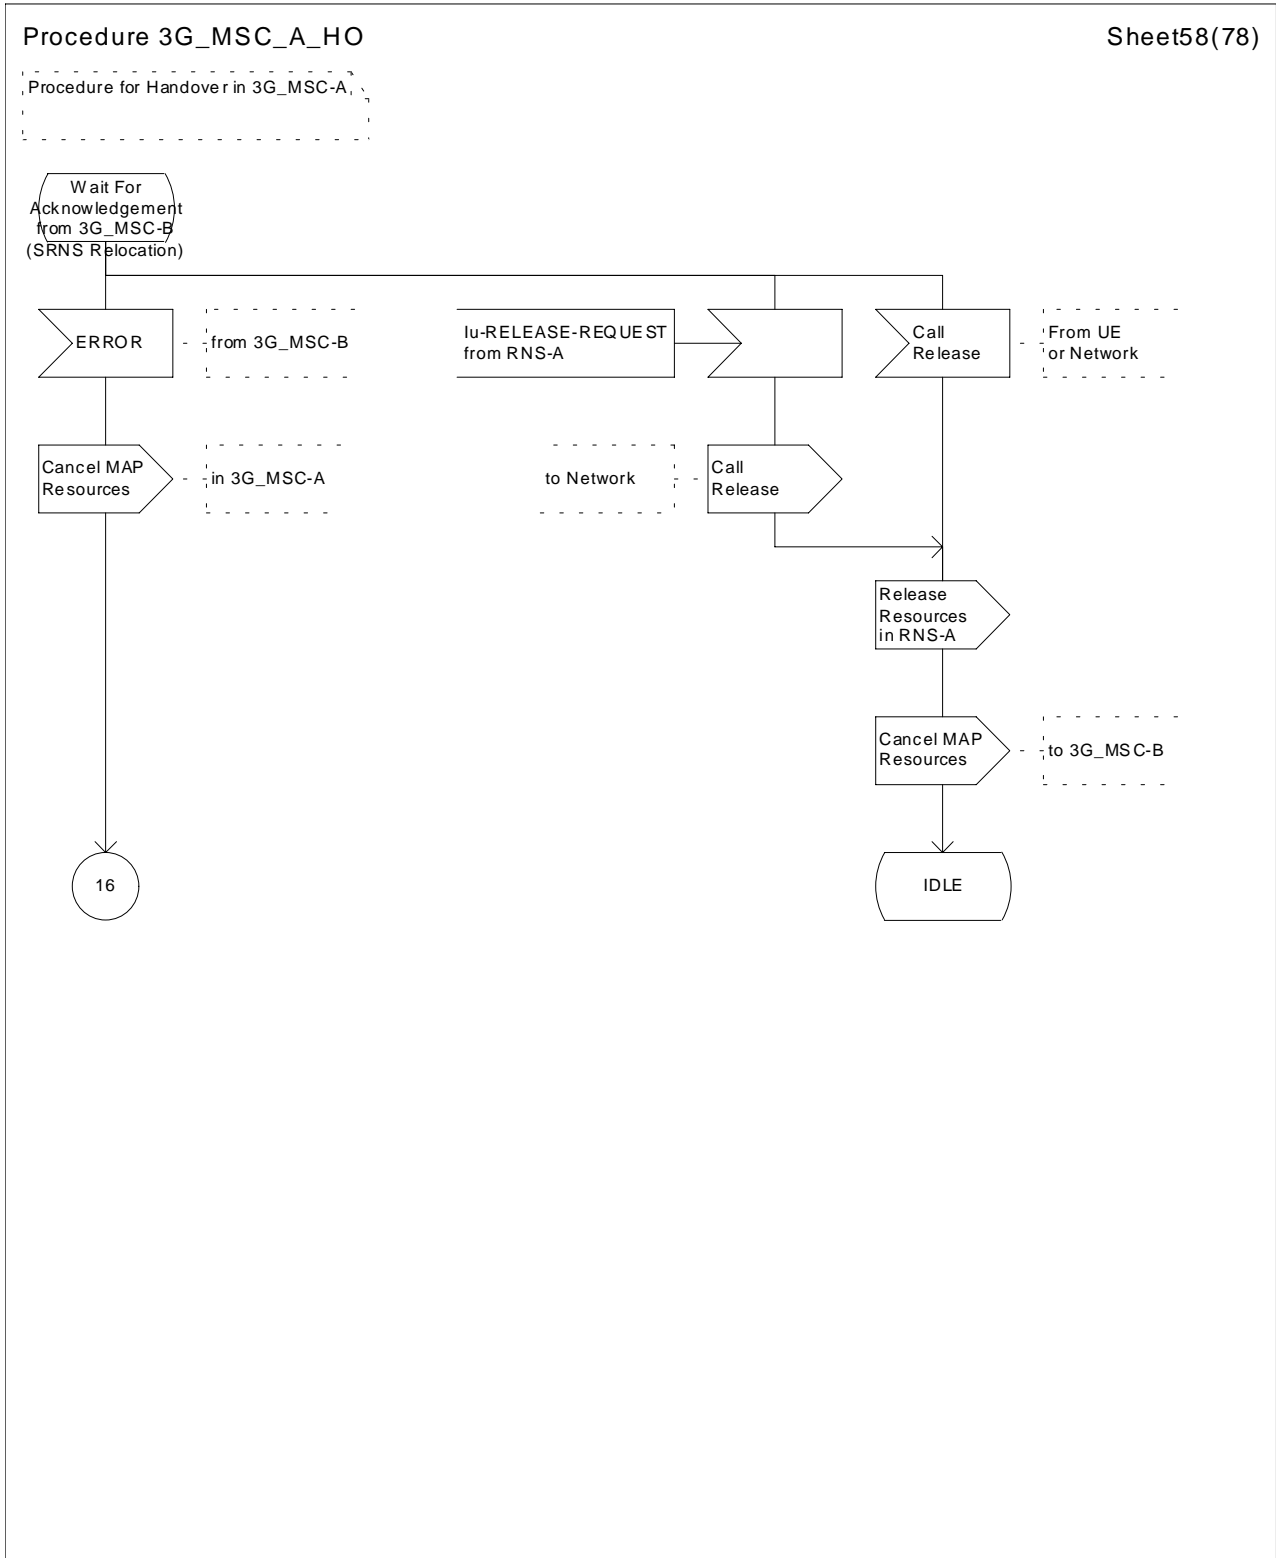 Procedure 3G_MSC_A_HO
Sheet58(78)
Procedure for Handover in 3G_MSC-A
Wait For
Acknowledgement
from 3G_MSC-B
(SRNS Relocation)
ERROR
from 3G_MSC-B
Iu-RELEASE-REQUEST
from RNS-A
Call
Release
From UE
or Network
Cancel MAP
Resources
in 3G_MSC-A
to Network
Call
Release
Release
Resources
in RNS-A
Cancel MAP
Resources
to 3G_MSC-B
16
IDLE